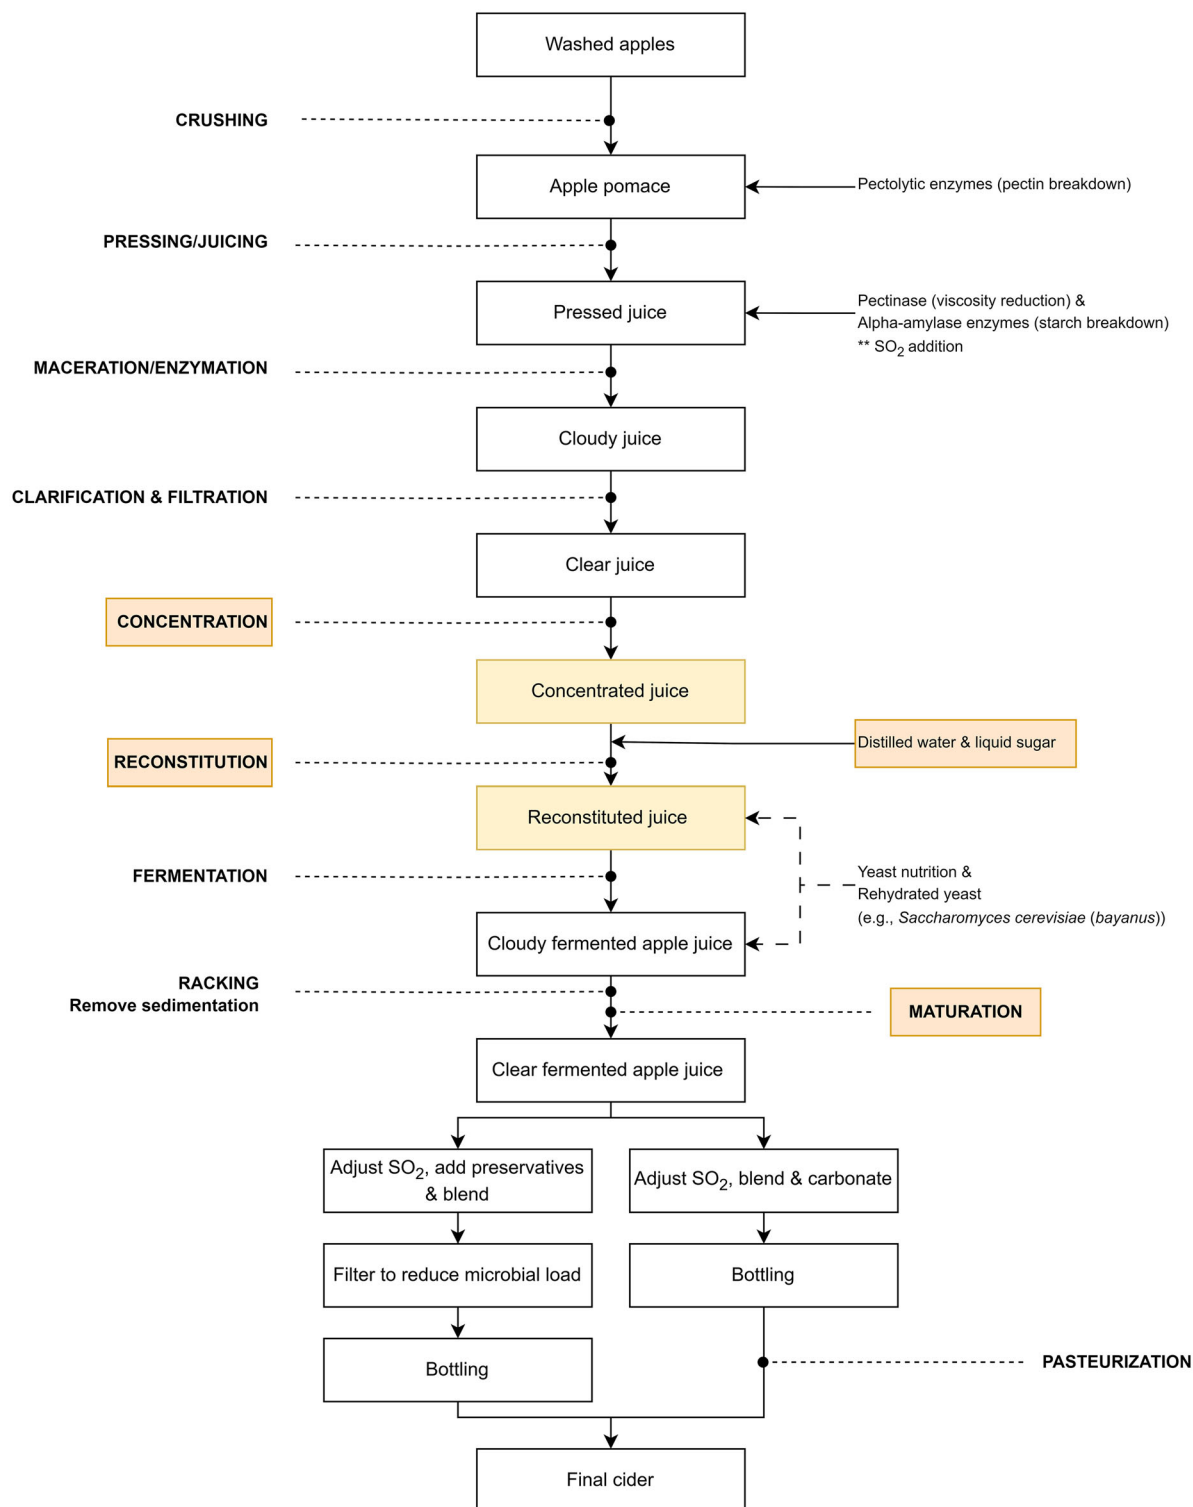 Washed apples
CRUSHING
Apple pomace
Pectolytic enzymes (pectin breakdown)
PRESSING/JUICING
Pressed juice
Pectinase (viscosity reduction) &
Alpha-amylase enzymes (starch breakdown)
** SO₂ addition
MACERATION/ENZYMATION
Cloudy juice
CLARIFICATION & FILTRATION
Clear juice
CONCENTRATION
Concentrated juice
Distilled water & liquid sugar
RECONSTITUTION
Reconstituted juice
FERMENTATION
Yeast nutrition &
Rehydrated yeast
(e.g., Saccharomyces cerevisiae (bayanus))
Cloudy fermented apple juice
RACKING
Remove sedimentation
MATURATION
Clear fermented apple juice
Adjust SO₂, add preservatives
& blend
Adjust SO₂, blend & carbonate
Filter to reduce microbial load
Bottling
Bottling
PASTEURIZATION
Final cider